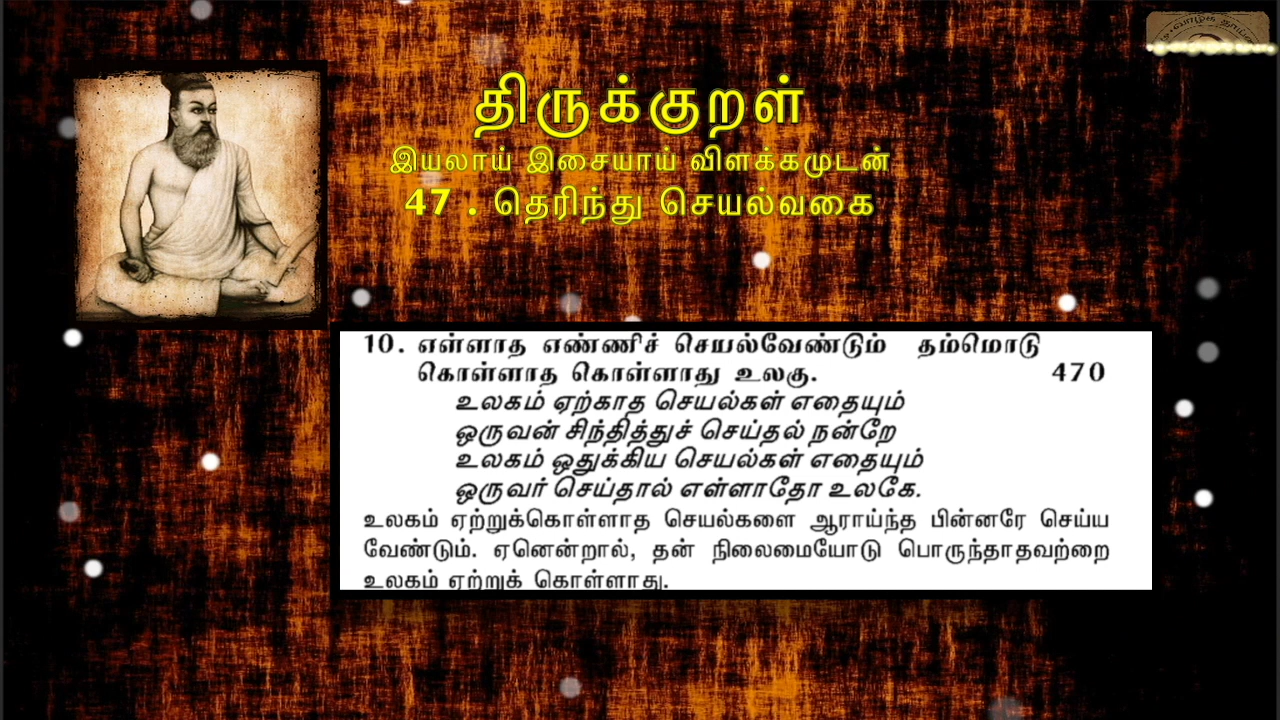 திருக்குறள்
இயலாய் இசையாய் விளக்கமுடன்
47 . தெரிந்து செயல்வகை
10. எள்ளாத எண்ணிச் செயல்வேண்டும் தம்மொடு
கொள்ளாத கொள்ளாது உலகு. 470
உலகம் ஏற்காத செயல்கள் எதையும்
ஒருவன் சிந்தித்துச் செய்தல் நன்றே
உலகம் ஒதுக்கிய செயல்கள் எதையும்
ஒருவர் செய்தால் எள்ளாதோ உலகே.
உலகம் ஏற்றுக்கொள்ளாத செயல்களை ஆராய்ந்த பின்னரே செய்ய
வேண்டும். ஏனென்றால், தன் நிலைமையோடு பொருந்தாதவற்றை
உலகம் ஏற்றுக் கொள்ளாது.